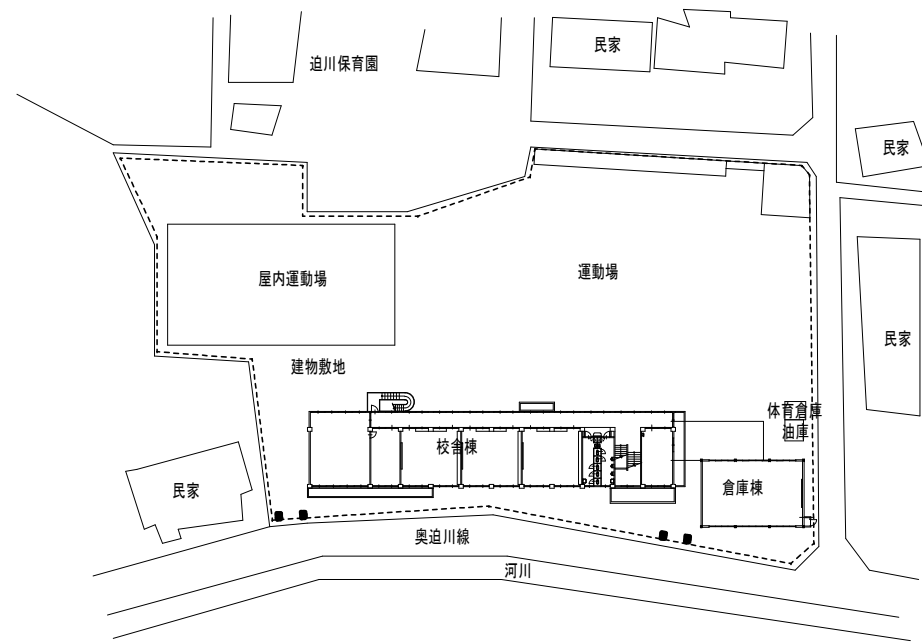 民家
迫川保育園
民家
屋内運動場
運動場
民家
建物敷地
体育倉庫
油庫
校舎棟
倉庫棟
民家
奥迫川線
河川